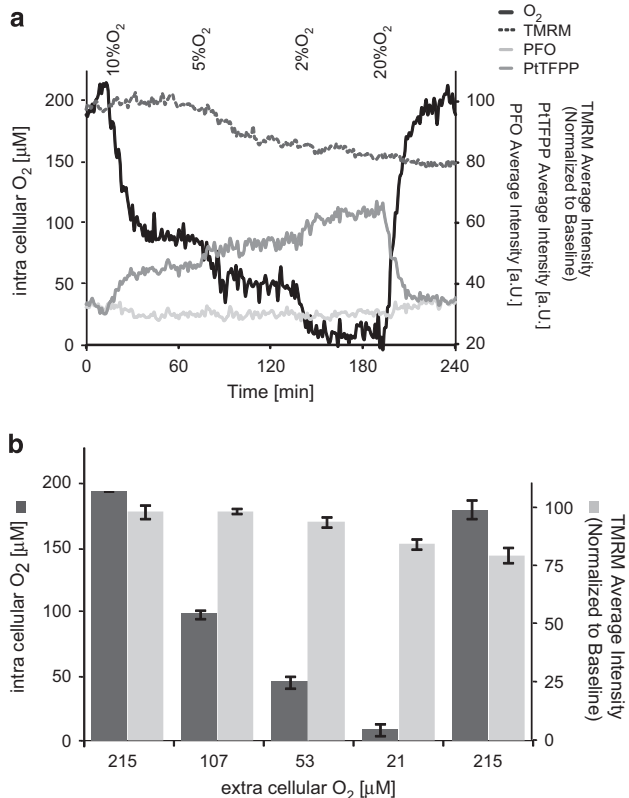 a
O2
TMRM
PFO
PtTFPP
10%O2
5%O2
2%O2
20%O2
intra cellular O2 [µM]
200
150
100
50
0
100
80
60
40
20
PFO Average Intensity [a.U.]
PtTFPP Average Intensity [a.U.]
TMRM Average Intensity
(Normalized to Baseline)
0
60
120
180
240
Time [min]
b
intra cellular O2 [µM]
200
150
100
50
0
100
75
50
25
0
TMRM Average Intensity
(Normalized to Baseline)
215
107
53
21
215
extra cellular O2 [µM]